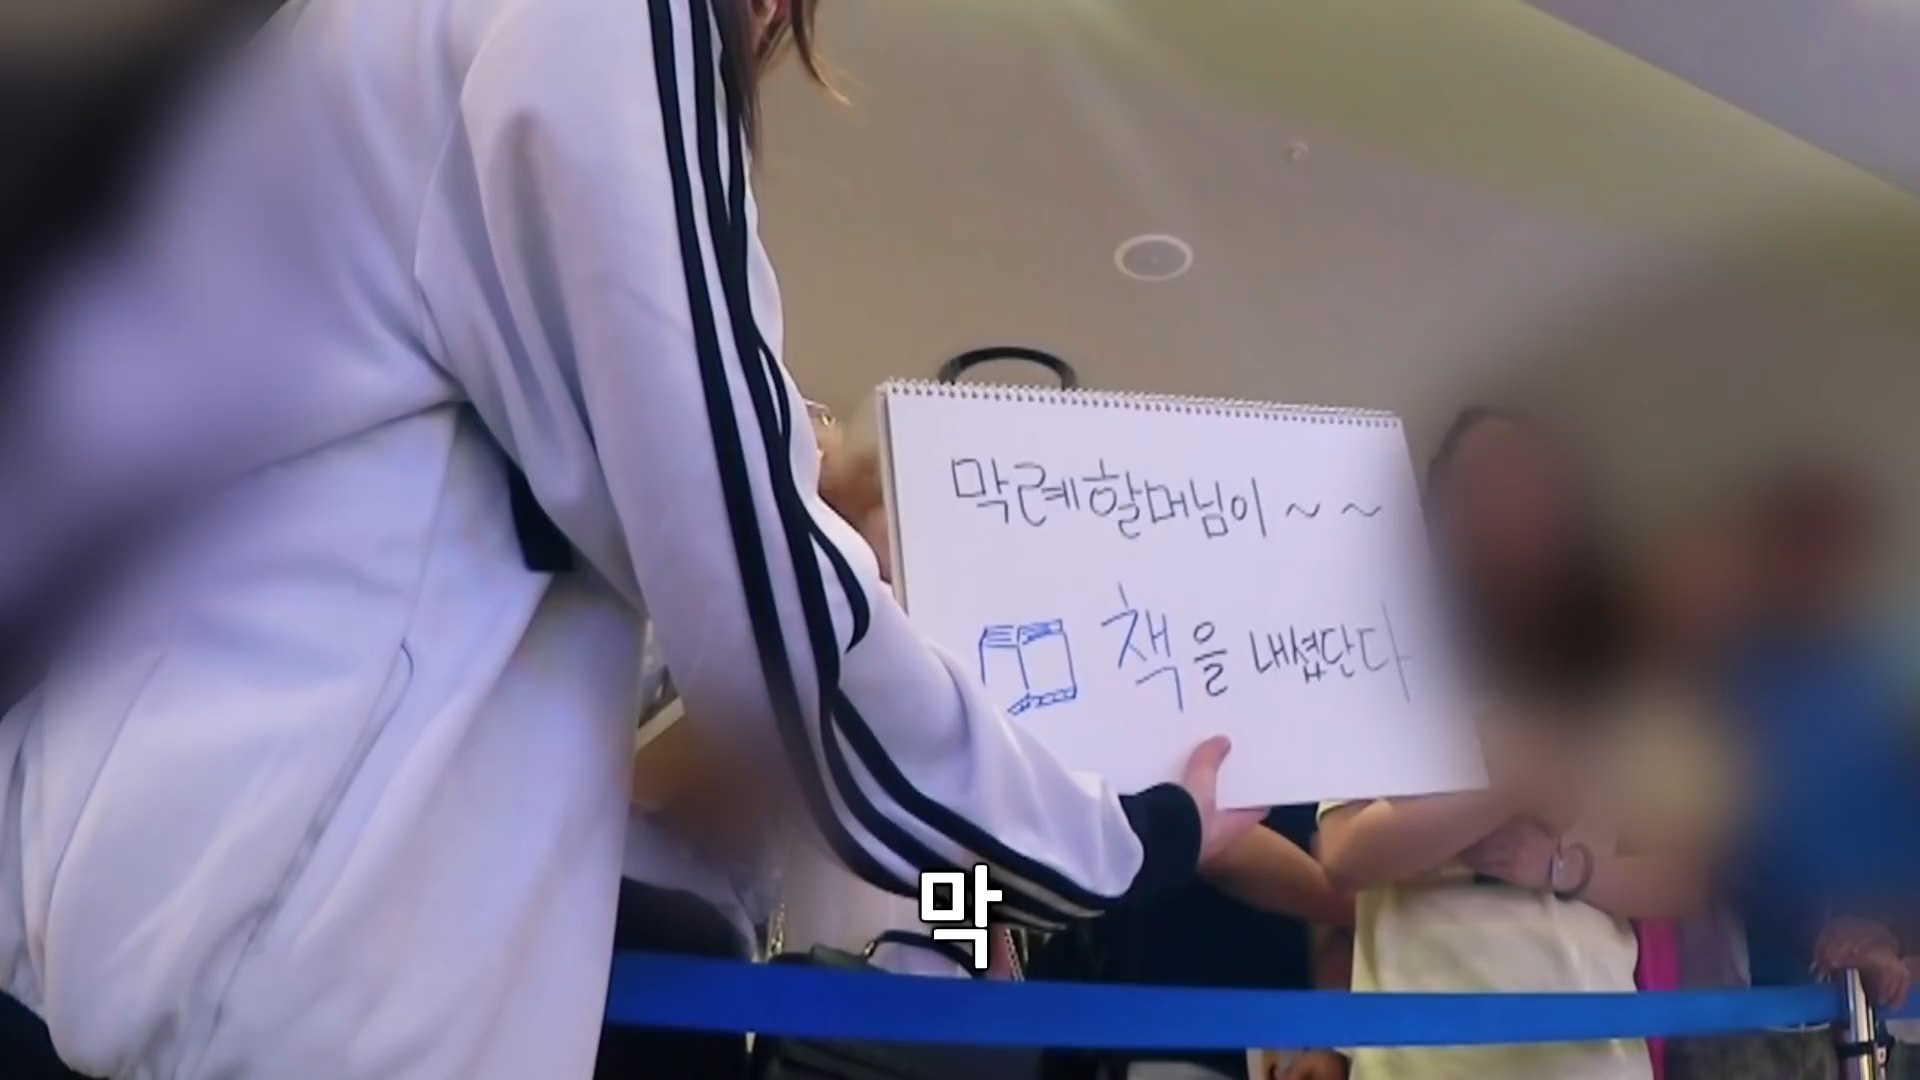 막례할머님이 ~ ~
책을 내셨단다
막